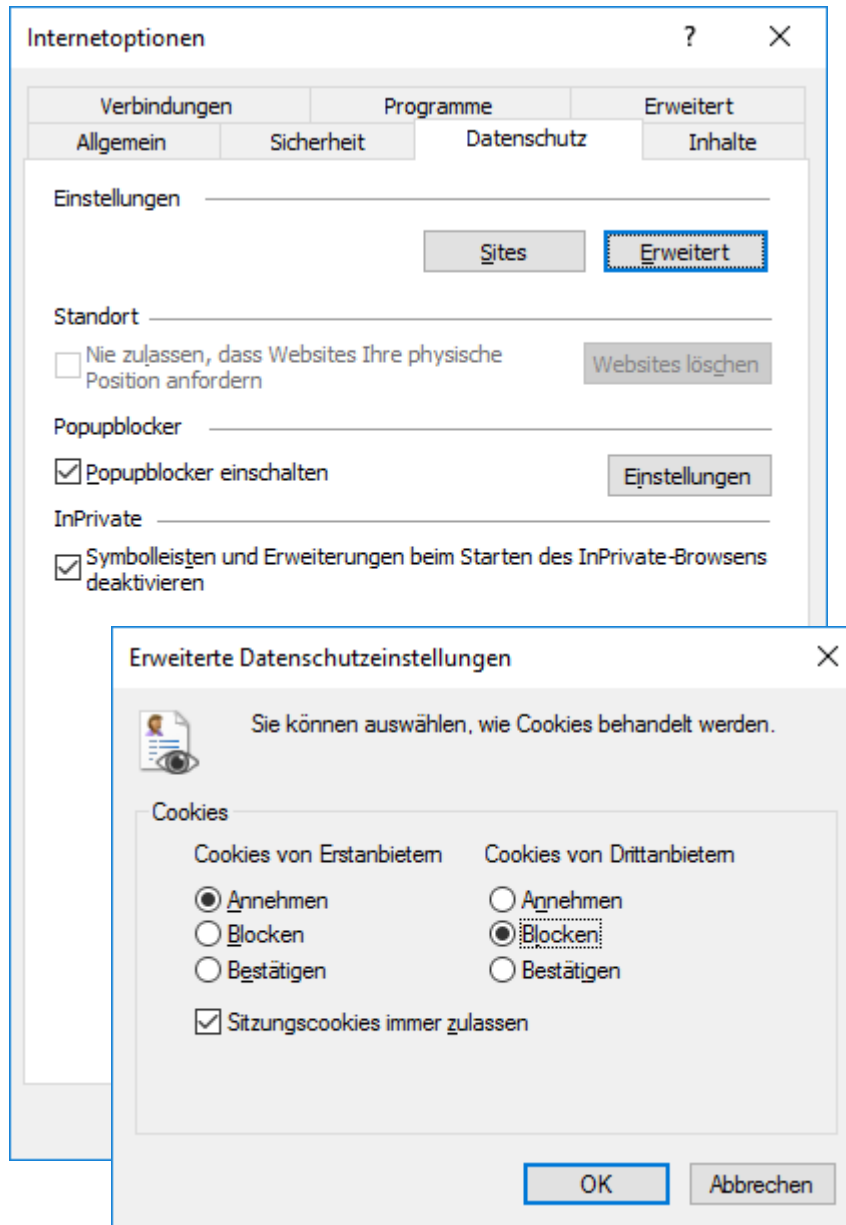 Internetoptionen
Verbindungen Programme Erweitert
Allgemein Sicherheit Datenschutz Inhalte
Einstellungen
Sites Erweitert
Standort
Nie zulassen, dass Websites Ihre physische
Position anfordern
Websites löschen
Popupblocker
Popupblocker einschalten
Einstellungen
InPrivate
Symbolleisten und Erweiterungen beim Starten des InPrivate-Browsens
deaktivieren
Erweiterte Datenschutzeinstellungen
Sie können auswählen, wie Cookies behandelt werden.
Cookies
Cookies von Erstanbietern Cookies von Drittanbietern
Annehmen Annehmen
Blocken Blocken
Bestätigen Bestätigen
Sitzungscookies immer zulassen
OK Abbrechen